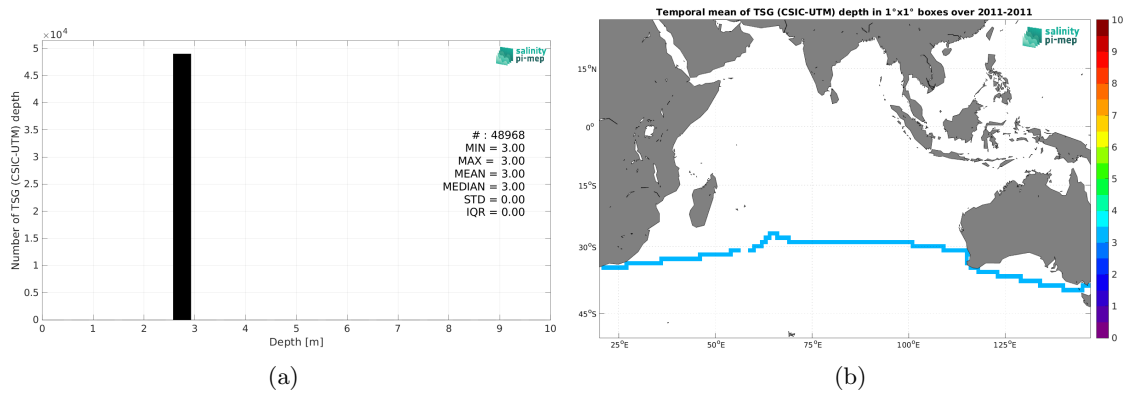 ×10⁴
5
4.5
4
3.5
3
2.5
2
1.5
1
0.5
0
0 1 2 3 4 5 6 7 8 9 10
Number of TSG (CSIC-UTM) depth
Depth [m]
salinity
pi-mep
# : 48968
MIN = 3.00
MAX = 3.00
MEAN = 3.00
MEDIAN = 3.00
STD = 0.00
IQR = 0.00
(a)
Temporal mean of TSG (CSIC-UTM) depth in 1°x1° boxes over 2011-2011
salinity
pi-mep
15°N
0°
15°S
30°S
45°S
25°E 50°E 75°E 100°E 125°E
10
9
8
7
6
5
4
3
2
1
0
(b)